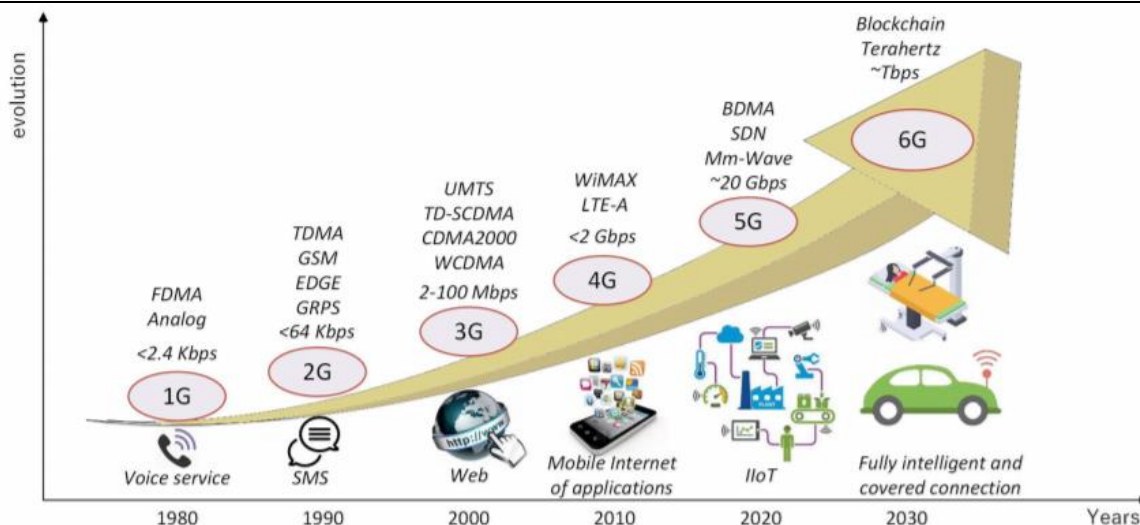 evolution
FDMA
Analog
<2.4 Kbps
1G
Voice service
TDMA
GSM
EDGE
GRPS
<64 Kbps
2G
SMS
UMTS
TD-SCDMA
CDMA2000
WCDMA
2-100 Mbps
3G
http://www
Web
WiMAX
LTE-A
<2 Gbps
4G
Mobile Internet
of applications
BDMA
SDN
Mm-Wave
~20 Gbps
5G
PLANT
IIoT
Blockchain
Terahertz
~Tbps
6G
Fully intelligent and
covered connection
1980
1990
2000
2010
2020
2030
Years